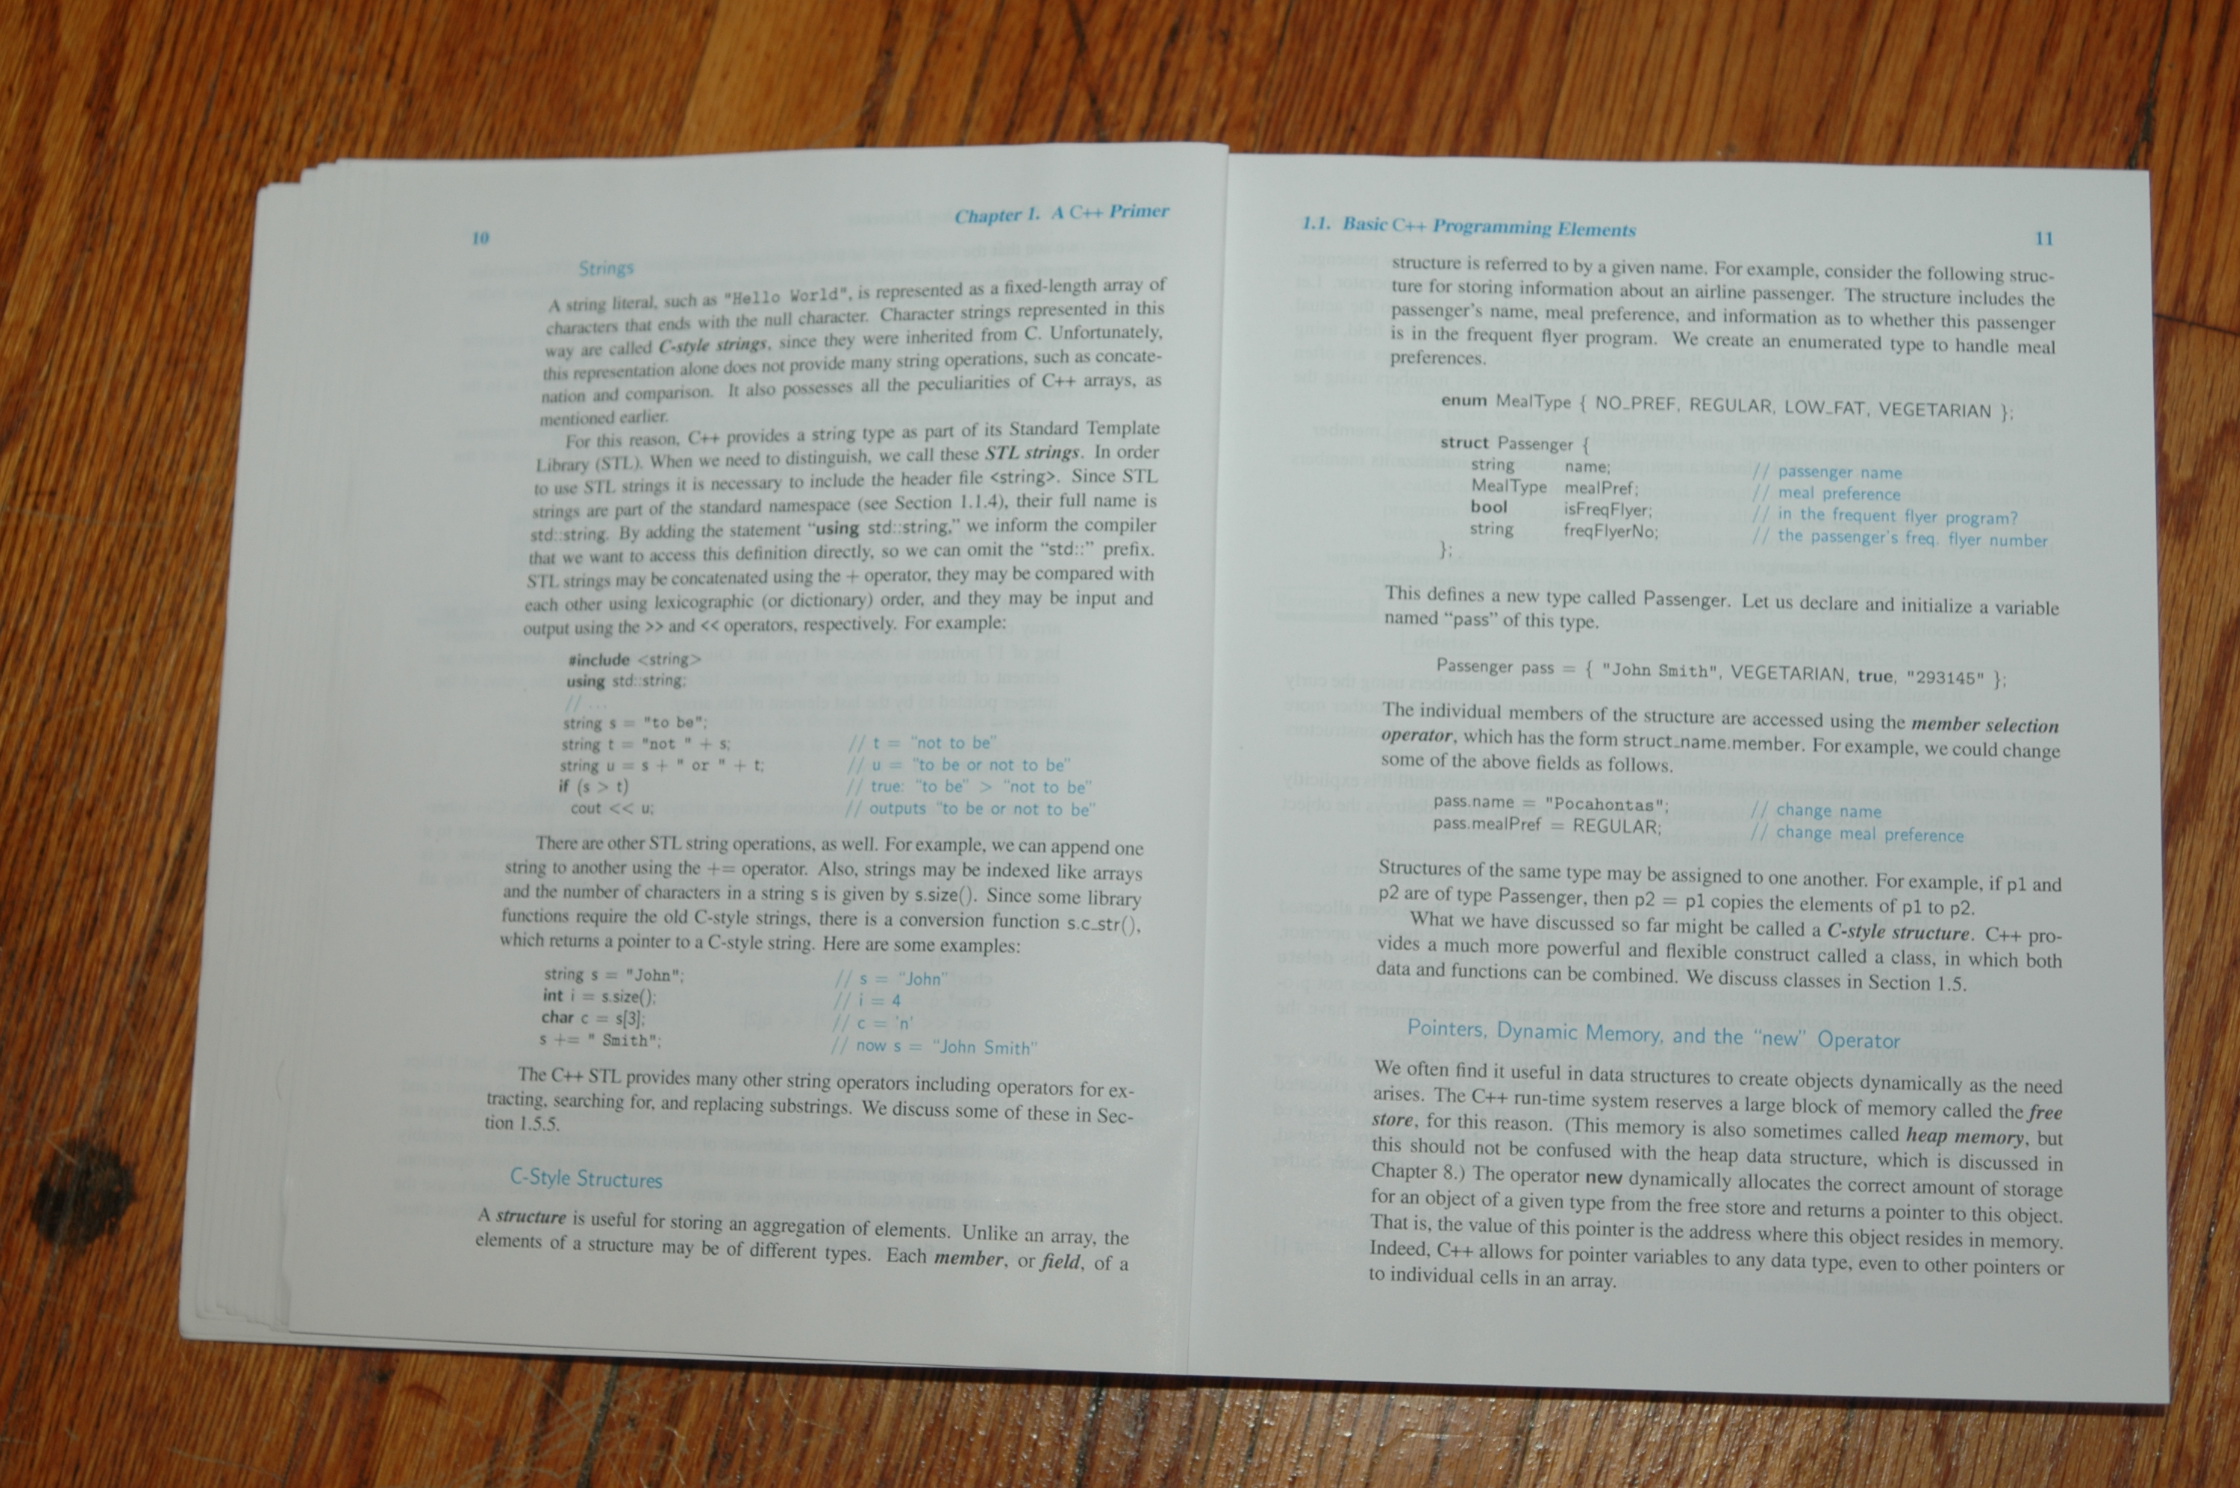 10
Chapter 1. A C++ Primer
Strings
A string literal, such as "Hello World", is represented as a fixed-length array of
characters that ends with the null character. Character strings represented in this
way are called C-style strings, since they were inherited from C. Unfortunately,
this representation alone does not provide many string operations, such as concate-
nation and comparison. It also possesses all the peculiarities of C++ arrays, as
mentioned earlier.
For this reason, C++ provides a string type as part of its Standard Template
Library (STL). When we need to distinguish, we call these STL strings. In order
to use STL strings it is necessary to include the header file <string>. Since STL
strings are part of the standard namespace (see Section 1.1.4), their full name is
std::string. By adding the statement “using std::string,” we inform the compiler
that we want to access this definition directly, so we can omit the “std::” prefix.
STL strings may be concatenated using the + operator, they may be compared with
each other using lexicographic (or dictionary) order, and they may be input and
output using the >> and << operators, respectively. For example:
#include <string>
using std::string;
// ...
string s = "to be";
string t = "not " + s; // t = "not to be"
string u = s + " or " + t; // u = "to be or not to be"
if (s > t) // true: "to be" > "not to be"
cout << u; // outputs "to be or not to be"
There are other STL string operations, as well. For example, we can append one
string to another using the += operator. Also, strings may be indexed like arrays
and the number of characters in a string s is given by s.size(). Since some library
functions require the old C-style strings, there is a conversion function s.c_str(),
which returns a pointer to a C-style string. Here are some examples:
string s = "John"; // s = "John"
int i = s.size(); // i = 4
char c = s[3]; // c = 'n'
s += " Smith"; // now s = "John Smith"
The C++ STL provides many other string operators including operators for ex-
tracting, searching for, and replacing substrings. We discuss some of these in Sec-
tion 1.5.5.
C-Style Structures
A structure is useful for storing an aggregation of elements. Unlike an array, the
elements of a structure may be of different types. Each member, or field, of a
1.1. Basic C++ Programming Elements
11
structure is referred to by a given name. For example, consider the following struc-
ture for storing information about an airline passenger. The structure includes the
passenger's name, meal preference, and information as to whether this passenger
is in the frequent flyer program. We create an enumerated type to handle meal
preferences.
enum MealType { NO_PREF, REGULAR, LOW_FAT, VEGETARIAN };
struct Passenger {
string name; // passenger name
MealType mealPref; // meal preference
bool isFreqFlyer; // in the frequent flyer program?
string freqFlyerNo; // the passenger's freq. flyer number
};
This defines a new type called Passenger. Let us declare and initialize a variable
named “pass” of this type.
Passenger pass = { "John Smith", VEGETARIAN, true, "293145" };
The individual members of the structure are accessed using the member selection
operator, which has the form struct_name.member. For example, we could change
some of the above fields as follows.
pass.name = "Pocahontas"; // change name
pass.mealPref = REGULAR; // change meal preference
Structures of the same type may be assigned to one another. For example, if p1 and
p2 are of type Passenger, then p2 = p1 copies the elements of p1 to p2.
What we have discussed so far might be called a C-style structure. C++ pro-
vides a much more powerful and flexible construct called a class, in which both
data and functions can be combined. We discuss classes in Section 1.5.
Pointers, Dynamic Memory, and the “new” Operator
We often find it useful in data structures to create objects dynamically as the need
arises. The C++ run-time system reserves a large block of memory called the free
store, for this reason. (This memory is also sometimes called heap memory, but
this should not be confused with the heap data structure, which is discussed in
Chapter 8.) The operator new dynamically allocates the correct amount of storage
for an object of a given type from the free store and returns a pointer to this object.
That is, the value of this pointer is the address where this object resides in memory.
Indeed, C++ allows for pointer variables to any data type, even to other pointers or
to individual cells in an array.